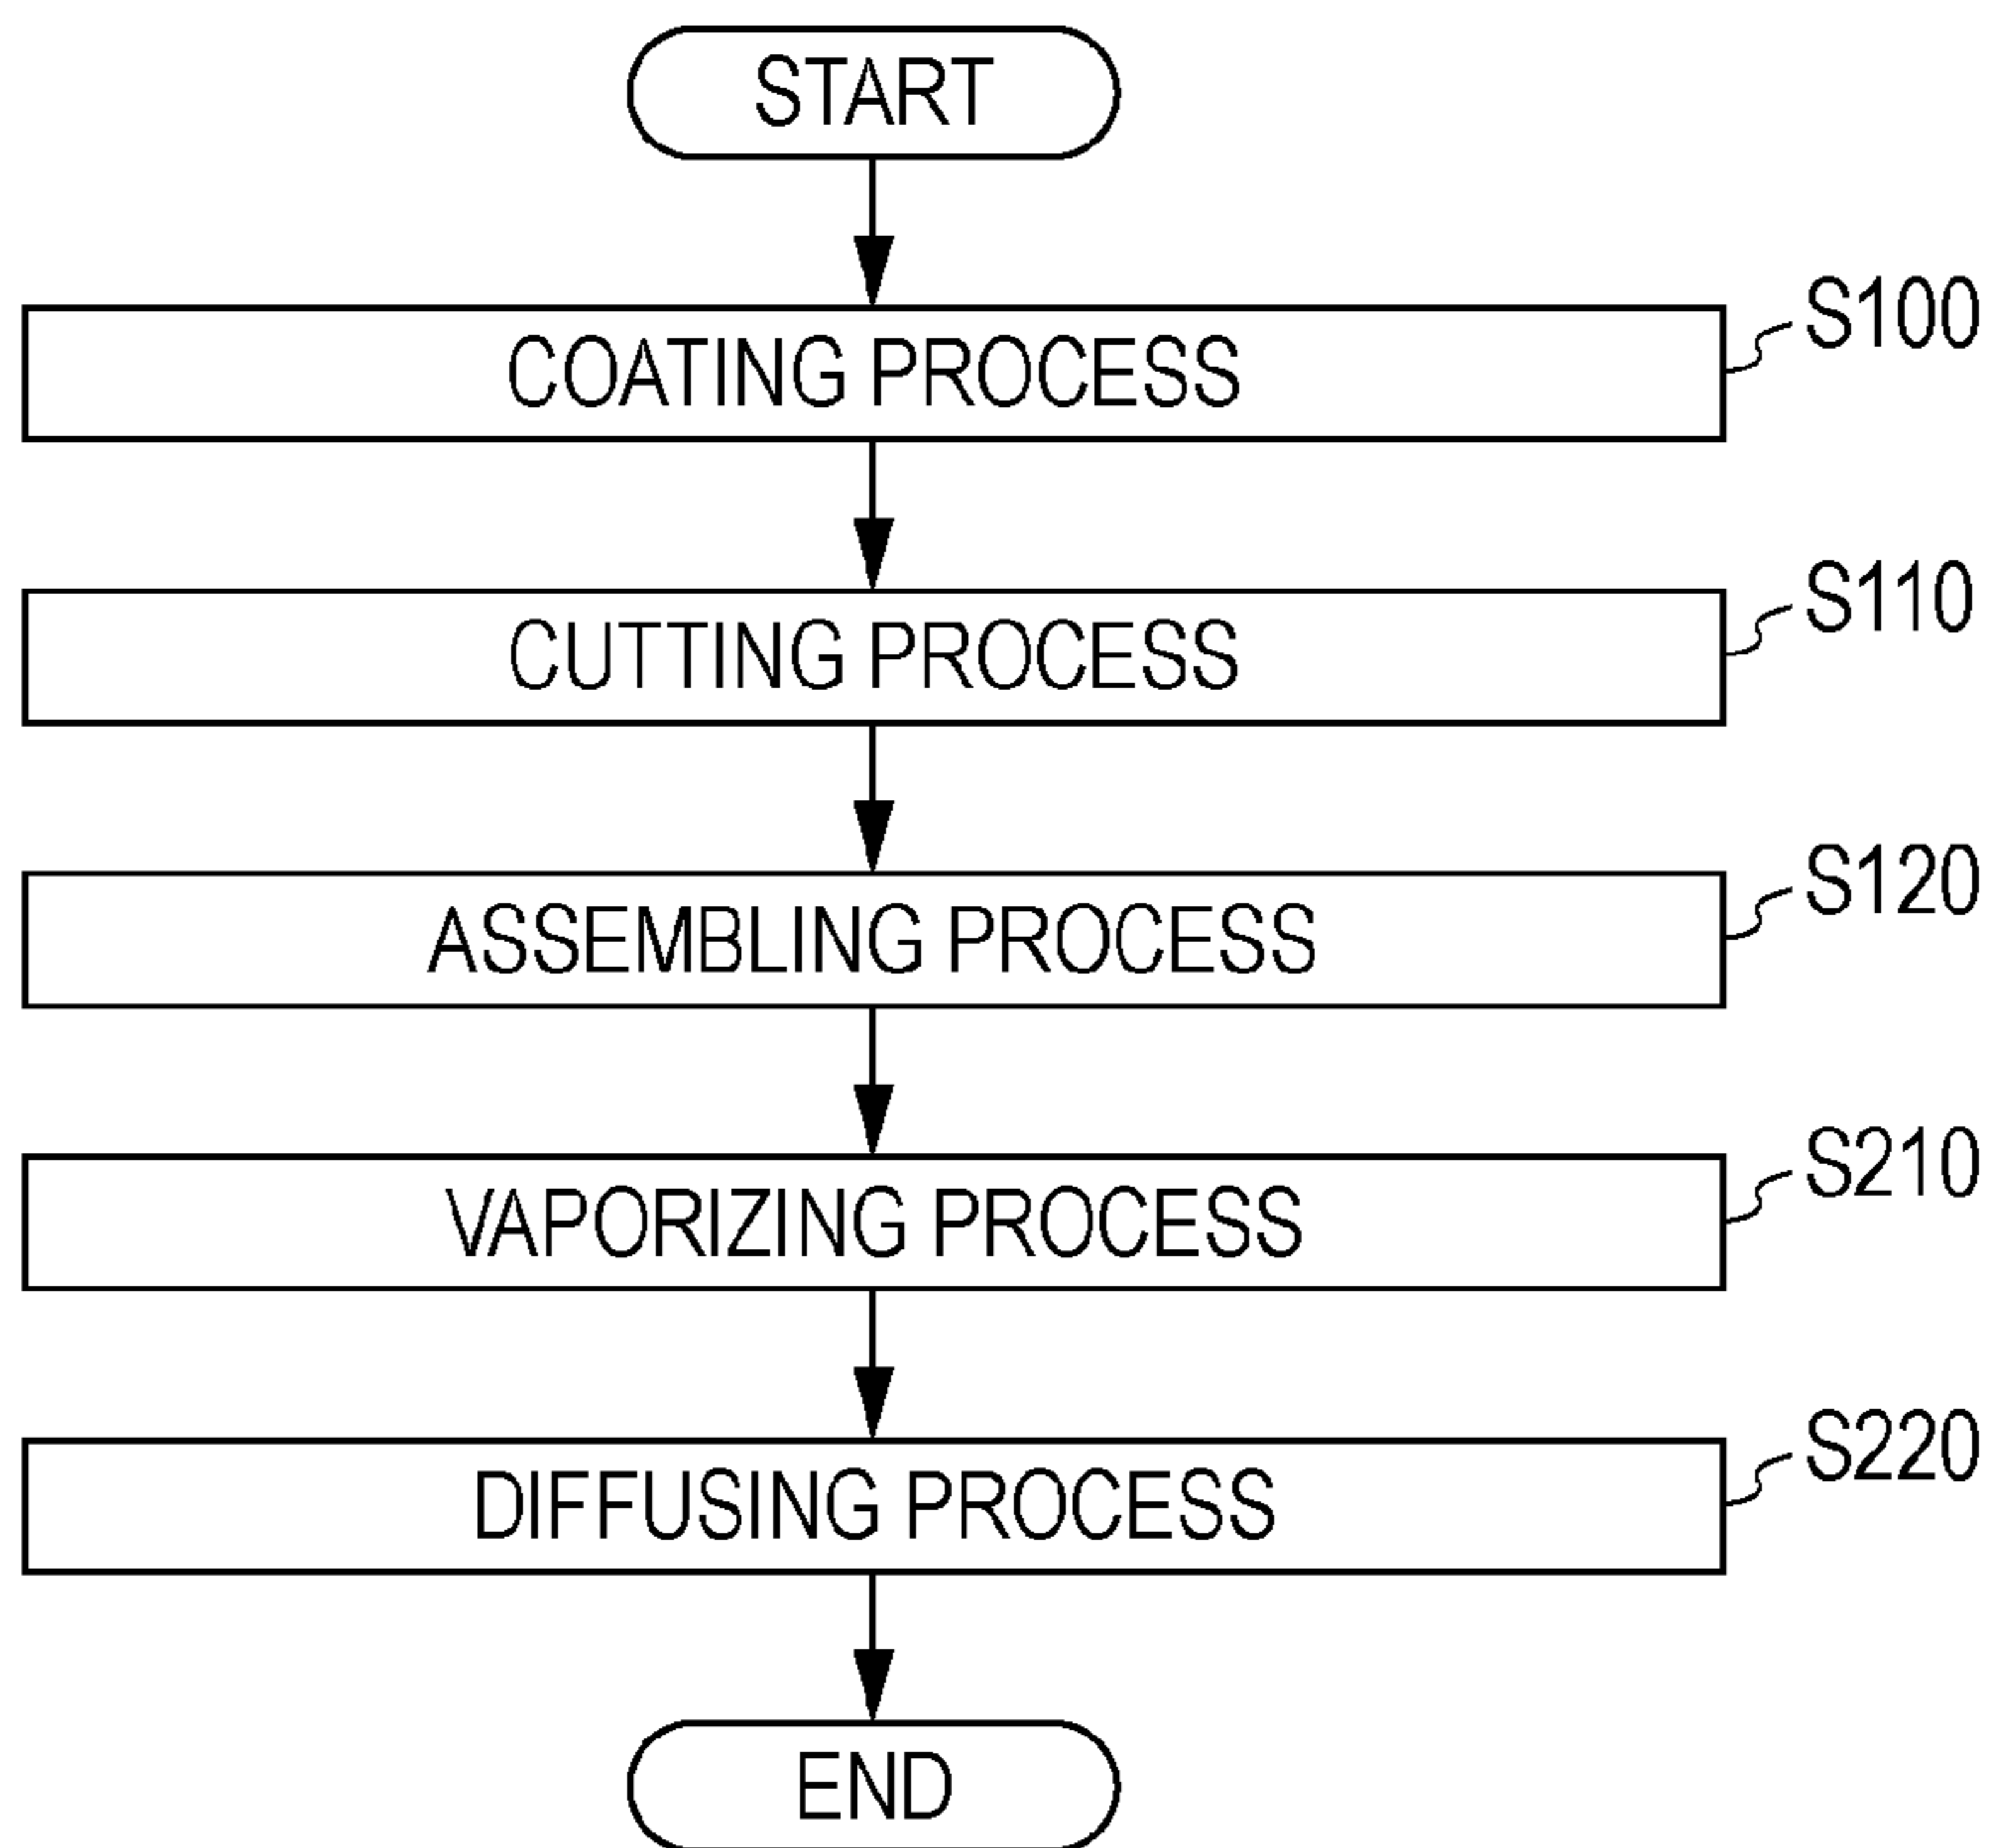 START
COATING PROCESS
S100
CUTTING PROCESS
S110
ASSEMBLING PROCESS
S120
VAPORIZING PROCESS
S210
DIFFUSING PROCESS
S220
END